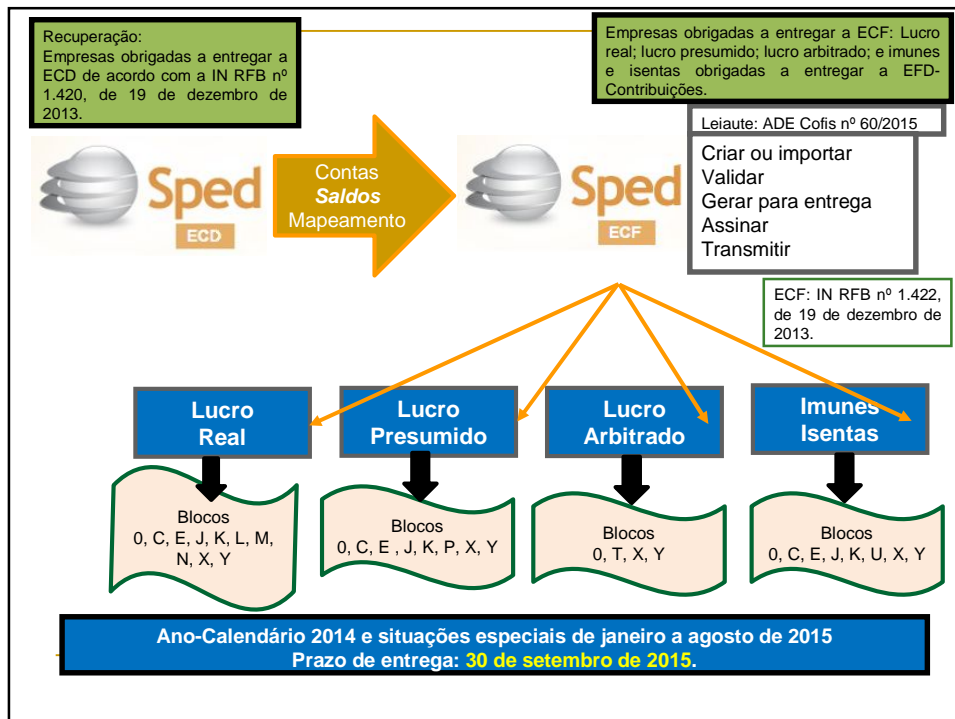 Recuperação:
Empresas obrigadas a entregar a
ECD de acordo com a IN RFB nº
1.420, de 19 de dezembro de
2013.
Empresas obrigadas a entregar a ECF: Lucro
real; lucro presumido; lucro arbitrado; e imunes
e isentas obrigadas a entregar a EFD-
Contribuições.
Leiaute: ADE Cofis nº 60/2015
Sped
ECD
Contas
Saldos
Mapeamento
Sped
ECF
Criar ou importar
Validar
Gerar para entrega
Assinar
Transmitir
ECF: IN RFB nº 1.422,
de 19 de dezembro de
2013.
Lucro
Real
Lucro
Presumido
Lucro
Arbitrado
Imunes
Isentas
Blocos
0, C, E, J, K, L, M,
N, X, Y
Blocos
0, C, E , J, K, P, X, Y
Blocos
0, T, X, Y
Blocos
0, C, E, J, K, U, X, Y
Ano-Calendário 2014 e situações especiais de janeiro a agosto de 2015
Prazo de entrega: 30 de setembro de 2015.